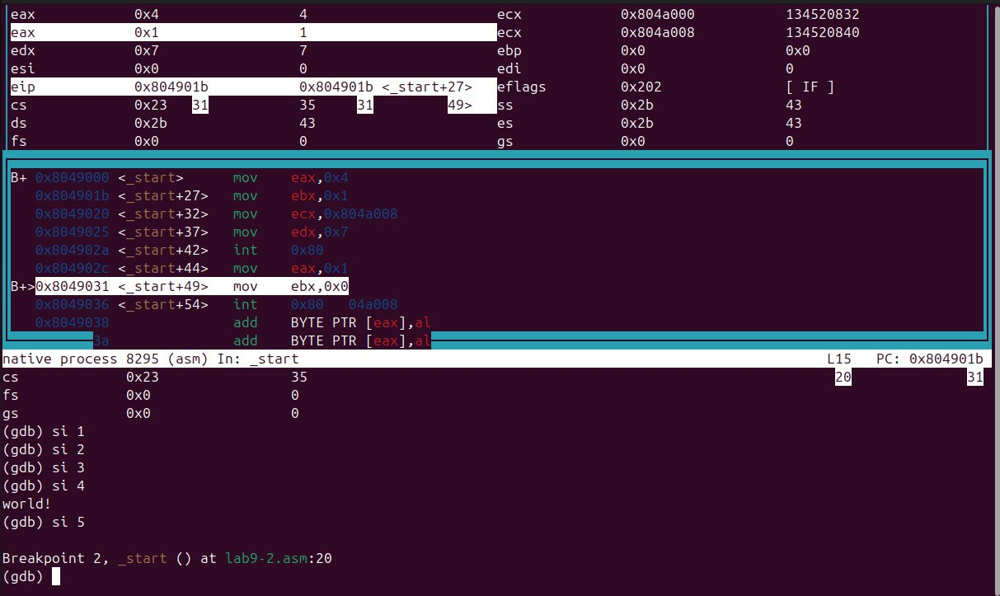 eax 0x4 4 ecx 0x804a000 134520832
eax 0x1 1 ecx 0x804a008 134520840
edx 0x7 7 ebp 0x0 0x0
esi 0x0 0 edi 0x0 0
eip 0x804901b 0x804901b <_start+27> eflags 0x202 [ IF ]
cs 0x23 31 35 31 49> ss 0x2b 43
ds 0x2b 43 es 0x2b 43
fs 0x0 0 gs 0x0 0
B+ 0x8049000 <_start> mov eax,0x4
0x804901b <_start+27> mov ebx,0x1
0x8049020 <_start+32> mov ecx,0x804a008
0x8049025 <_start+37> mov edx,0x7
0x804902a <_start+42> int 0x80
0x804902c <_start+44> mov eax,0x1
B+>0x8049031 <_start+49> mov ebx,0x0
0x8049036 <_start+54> int 0x80 04a008
0x8049038 add BYTE PTR [eax],al
3a add BYTE PTR [eax],al
native process 8295 (asm) In: _start L15 PC: 0x804901b
cs 0x23 35 20 31
fs 0x0 0
gs 0x0 0
(gdb) si 1
(gdb) si 2
(gdb) si 3
(gdb) si 4
world!
(gdb) si 5
Breakpoint 2, _start () at lab9-2.asm:20
(gdb)